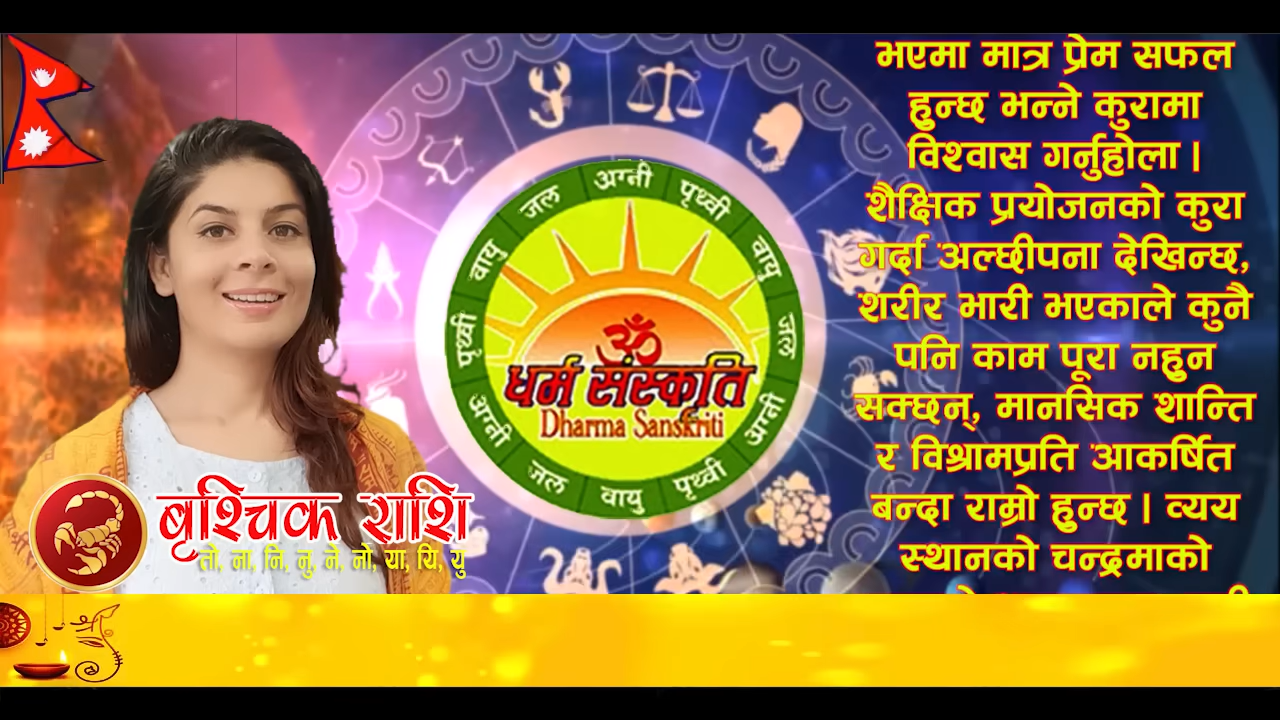 भएमा मात्र प्रेम सफल
हुन्छ भन्ने कुरामा
विश्वास गर्नुहोला |
शैक्षिक प्रयोजनको कुरा
गर्दा अल्छीपना देखिन्छ,
शरीर भारी भएकाले कुनै
पनि काम पूरा नहुन
सक्छन्, मानसिक शान्ति
र विश्रामप्रति आकर्षित
बन्दा राम्रो हुन्छ | व्यय
स्थानको चन्द्रमाको
अग्नी पृथ्वी वायु जल अग्नी पृथ्वी वायु जल अग्नी पृथ्वी वायु जल
ॐ
धर्म संस्कृति
Dharma Sanskriti
बृश्चिक राशि
तो, ना, नि, नु, ने, नो, या, यि, यु
श्री